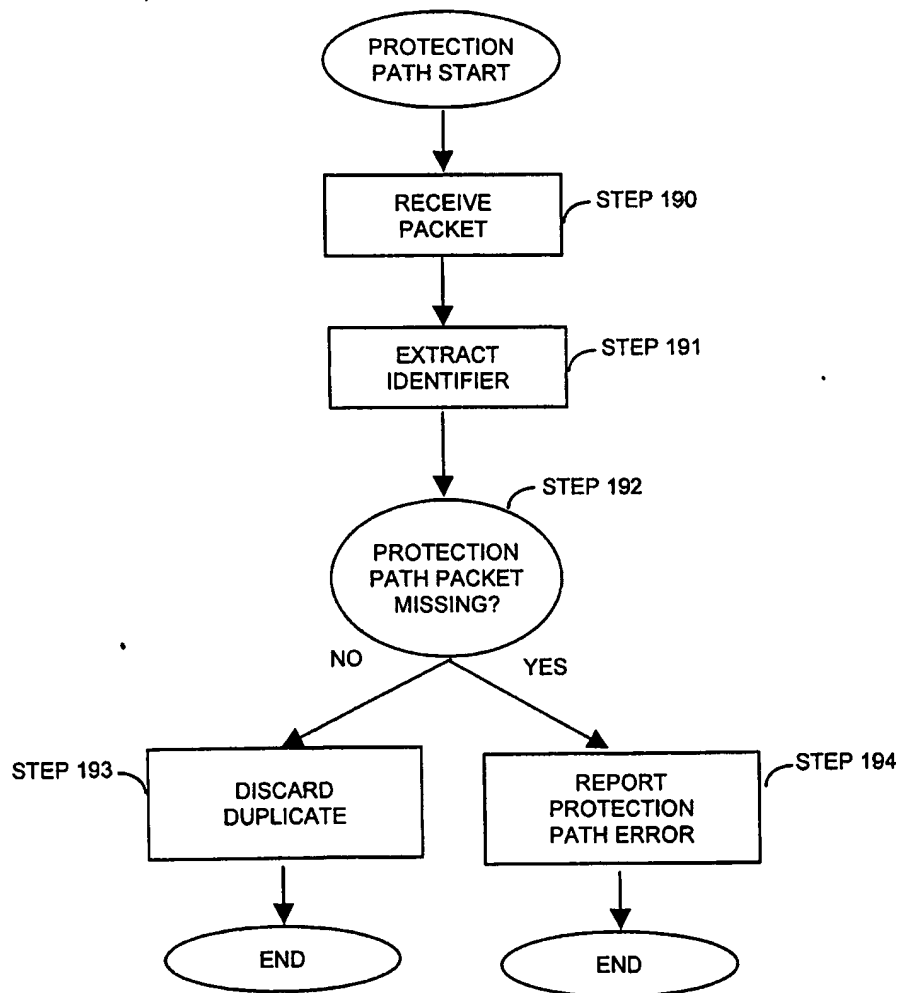 PROTECTION
PATH START
RECEIVE
PACKET
STEP 190
EXTRACT
IDENTIFIER
STEP 191
STEP 192
PROTECTION
PATH PACKET
MISSING?
NO
YES
STEP 193
DISCARD
DUPLICATE
REPORT
PROTECTION
PATH ERROR
STEP 194
END
END